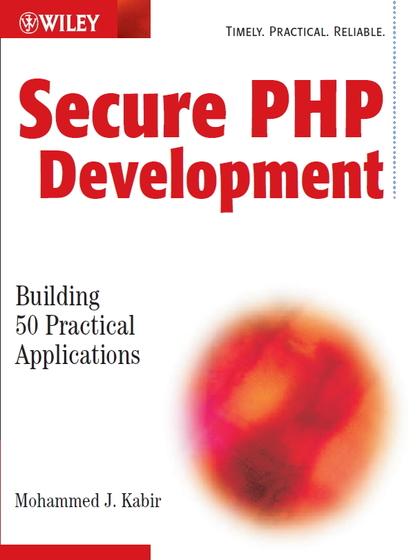 WILEY
TIMELY. PRACTICAL. RELIABLE.
Secure PHP
Development
Building
50 Practical
Applications
Mohammed J. Kabir